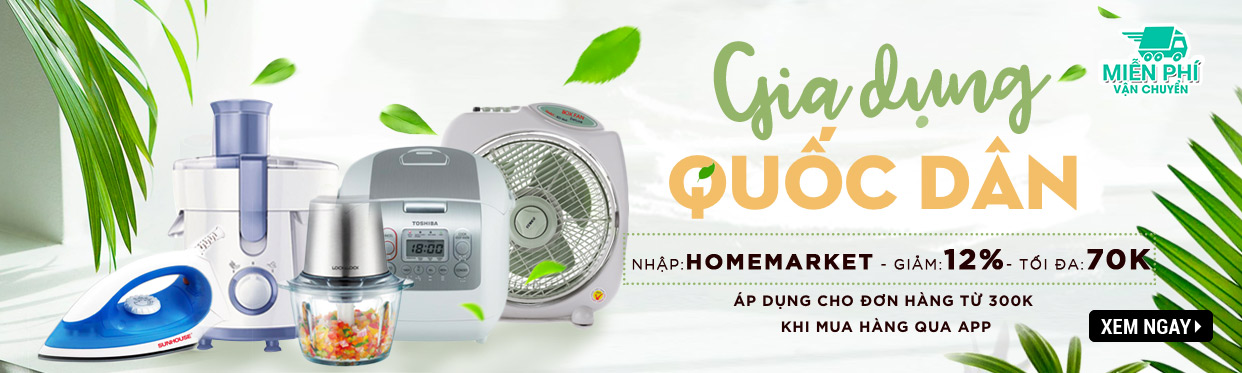 Gia dụng
QUỐC DÂN
MIỄN PHÍ
VẬN CHUYỂN
NHẬP:HOMEMARKET - GIẢM:12%- TỐI ĐA:70K
ÁP DỤNG CHO ĐƠN HÀNG TỪ 300K
KHI MUA HÀNG QUA APP
XEM NGAY
TOSHIBA
18:00
LOCK&LOCK
SUNHOUSE